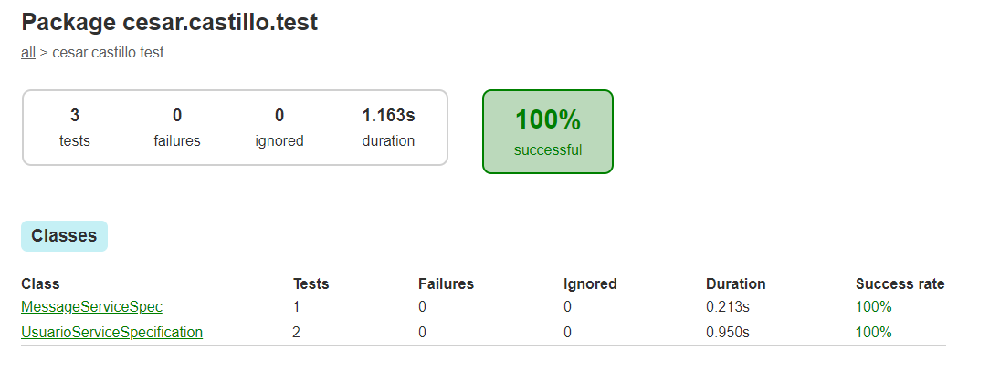 Package cesar.castillo.test
all > cesar.castillo.test
3 0 0 1.163s
tests failures ignored duration
100%
successful
Classes
Class Tests Failures Ignored Duration Success rate
MessageServiceSpec 1 0 0 0.213s 100%
UsuarioServiceSpecification 2 0 0 0.950s 100%